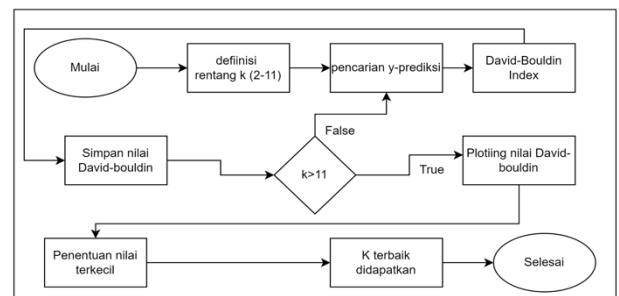 Mulai
defiinisi
rentang k (2-11)
pencarian y-prediksi
David-Bouldin
Index
False
Simpan nilai
David-bouldin
k>11
True
Plotiing nilai David-
bouldin
Penentuan nilai
terkecil
K terbaik
didapatkan
Selesai